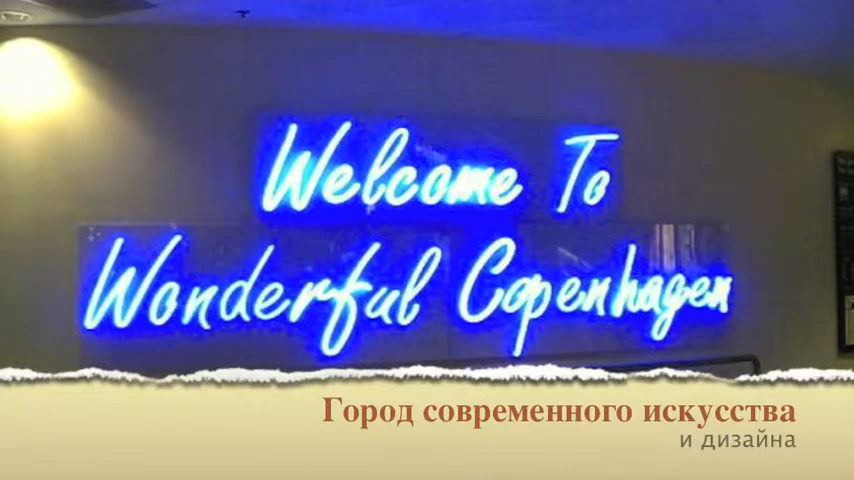 Welcome To
Wonderful Copenhagen
Город современного искусства
и дизайна